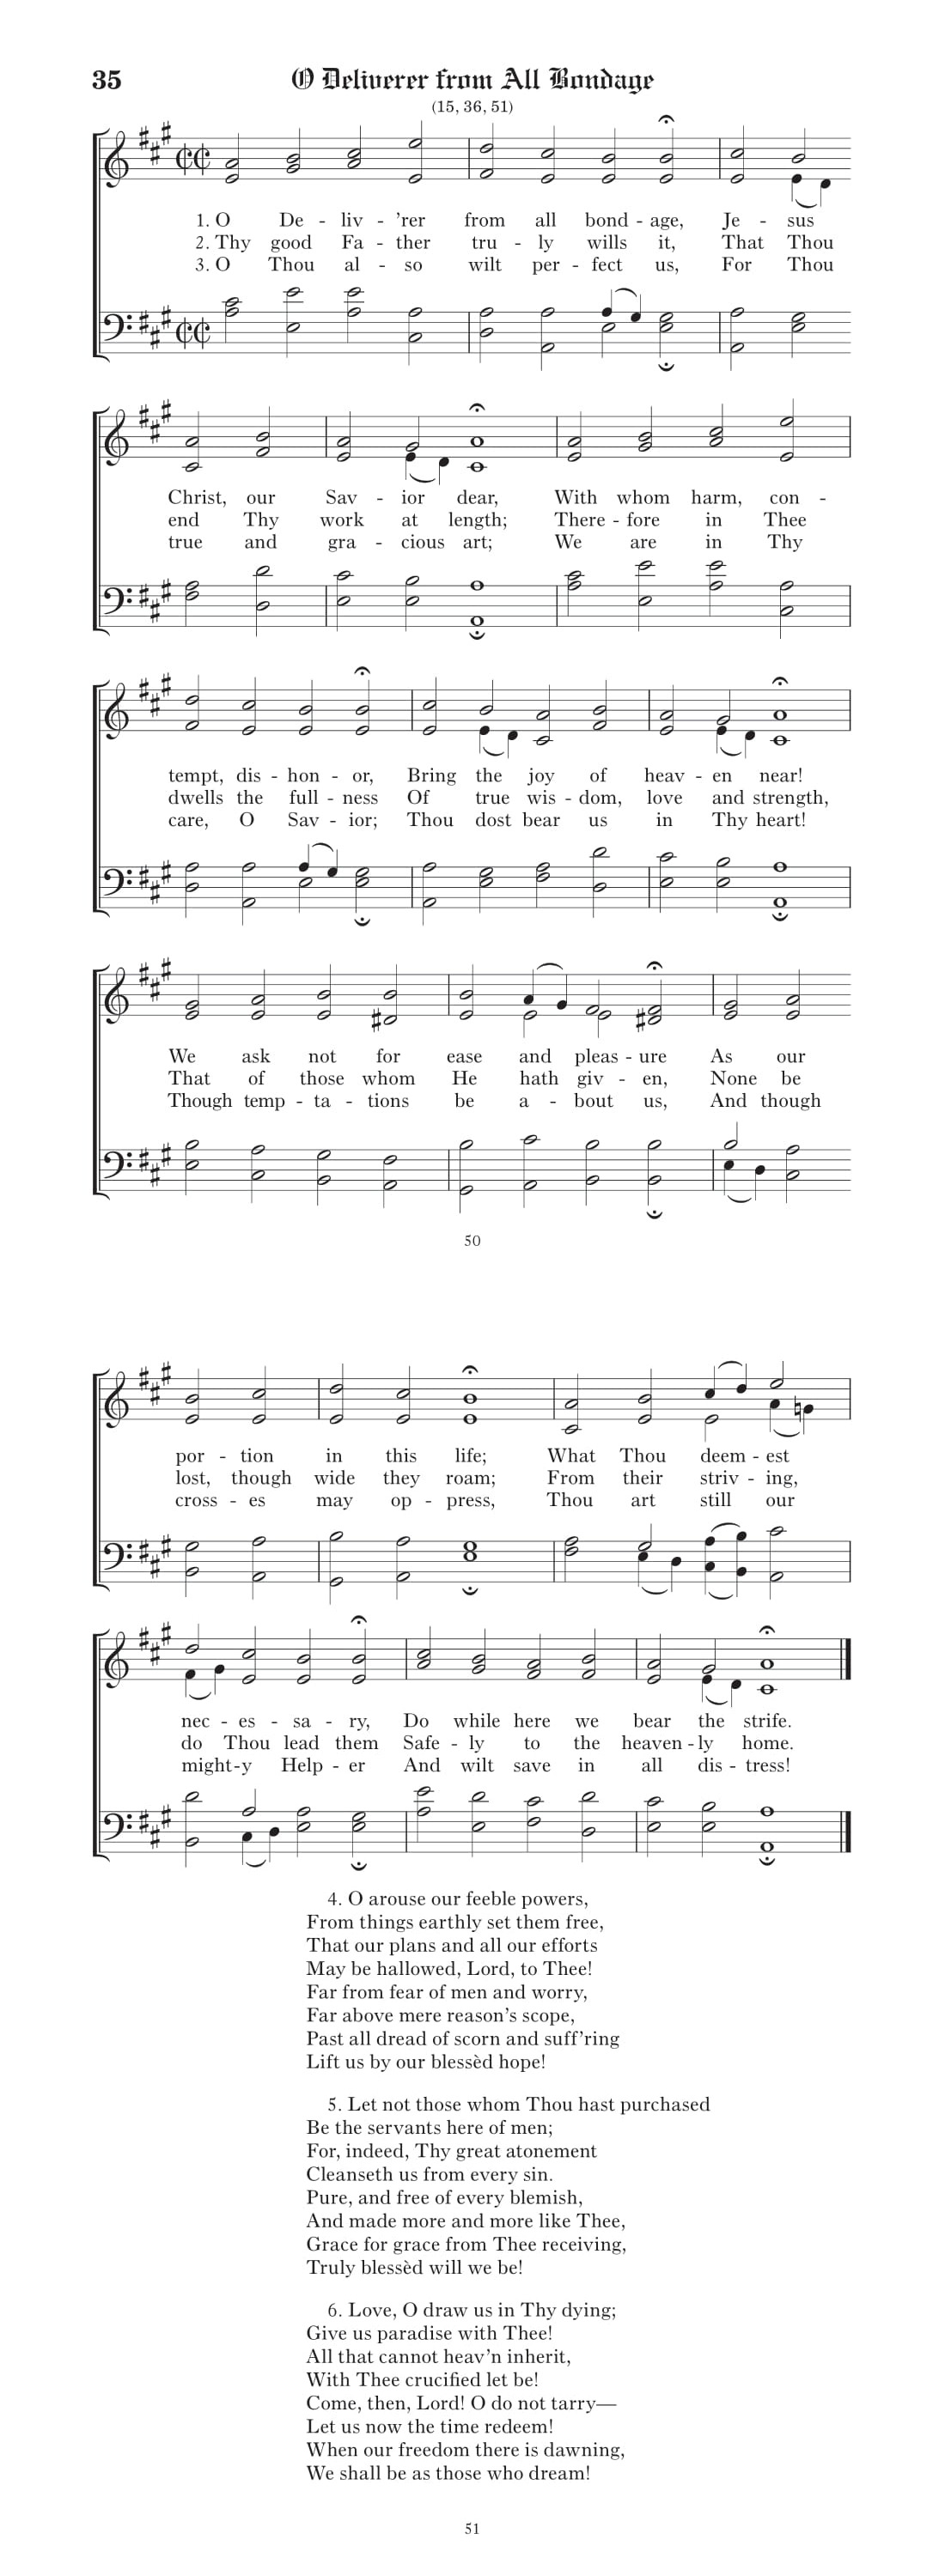 35
O Deliverer from All Bondage
(15, 36, 51)
1. O De - liv - ’rer from all bond - age, Je - sus
2. Thy good Fa - ther tru - ly wills it, That Thou
3. O Thou al - so wilt per - fect us, For Thou
Christ, our Sav - ior dear, With whom harm, con -
end Thy work at length; There - fore in Thee
true and gra - cious art; We are in Thy
tempt, dis - hon - or, Bring the joy of heav - en near!
dwells the full - ness Of true wis - dom, love and strength,
care, O Sav - ior; Thou dost bear us in Thy heart!
We ask not for ease and pleas - ure As our
That of those whom He hath giv - en, None be
Though temp - ta - tions be a - bout us, And though
50
por - tion in this life; What Thou deem - est
lost, though wide they roam; From their striv - ing,
cross - es may op - press, Thou art still our
nec - es - sa - ry, Do while here we bear the strife.
do Thou lead them Safe - ly to the heaven - ly home.
might-y Help - er And wilt save in all dis - tress!
4. O arouse our feeble powers,
From things earthly set them free,
That our plans and all our efforts
May be hallowed, Lord, to Thee!
Far from fear of men and worry,
Far above mere reason’s scope,
Past all dread of scorn and suff’ring
Lift us by our blessèd hope!
5. Let not those whom Thou hast purchased
Be the servants here of men;
For, indeed, Thy great atonement
Cleanseth us from every sin.
Pure, and free of every blemish,
And made more and more like Thee,
Grace for grace from Thee receiving,
Truly blessèd will we be!
6. Love, O draw us in Thy dying;
Give us paradise with Thee!
All that cannot heav’n inherit,
With Thee crucified let be!
Come, then, Lord! O do not tarry—
Let us now the time redeem!
When our freedom there is dawning,
We shall be as those who dream!
51